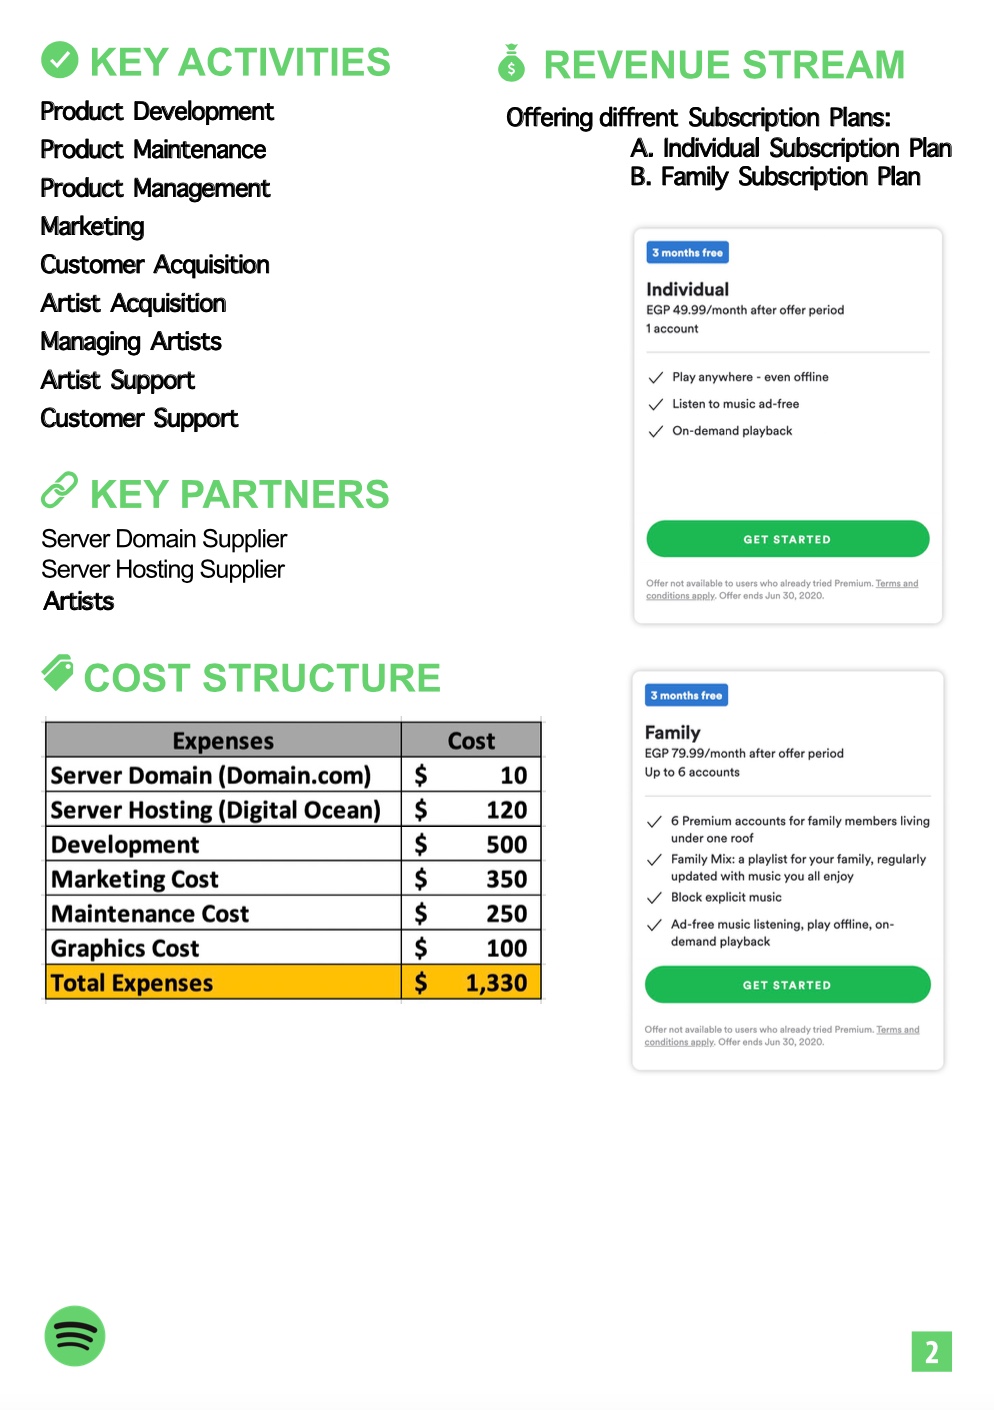 KEY ACTIVITIES
Product Development
Product Maintenance
Product Management
Marketing
Customer Acquisition
Artist Acquisition
Managing Artists
Artist Support
Customer Support
KEY PARTNERS
Server Domain Supplier
Server Hosting Supplier
Artists
COST STRUCTURE
Expenses Cost
Server Domain (Domain.com) $ 10
Server Hosting (Digital Ocean) $ 120
Development $ 500
Marketing Cost $ 350
Maintenance Cost $ 250
Graphics Cost $ 100
Total Expenses $ 1,330
$
REVENUE STREAM
Offering diffrent Subscription Plans:
A. Individual Subscription Plan
B. Family Subscription Plan
3 months free
Individual
EGP 49.99/month after offer period
1 account
Play anywhere - even offline
Listen to music ad-free
On-demand playback
GET STARTED
Offer not available to users who already tried Premium. Terms and
conditions apply. Offer ends Jun 30, 2020.
3 months free
Family
EGP 79.99/month after offer period
Up to 6 accounts
6 Premium accounts for family members living
under one roof
Family Mix: a playlist for your family, regularly
updated with music you all enjoy
Block explicit music
Ad-free music listening, play offline, on-
demand playback
GET STARTED
Offer not available to users who already tried Premium. Terms and
conditions apply. Offer ends Jun 30, 2020.
2